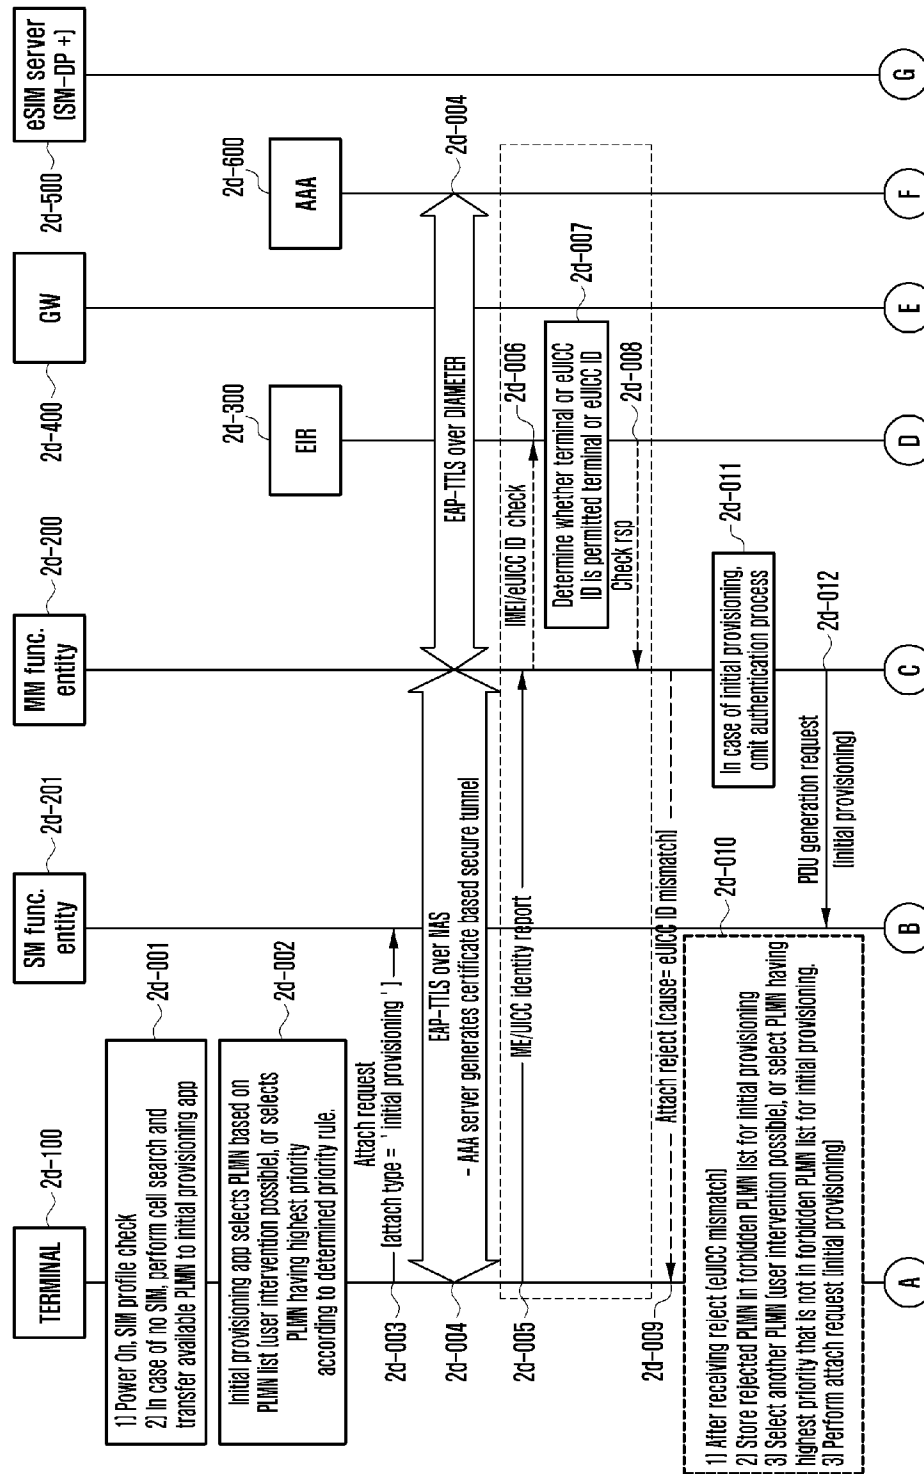 TERMINAL
2d-100
SM func.
entity
2d-201
MM func.
entity
2d-200
EIR
2d-300
GW
2d-400
AAA
2d-600
eSIM server
(SM-DP +)
2d-500
1) Power On, SIM profile check
2) In case of no SIM, perform cell search and
transfer available PLMN to initial provisioning app
2d-001
Initial provisioning app selects PLMN based on
PLMN list (user intervention possible), or selects
PLMN having highest priority
according to determined priority rule.
2d-002
Attach request
(attach type = ' initial provisioning ' )
2d-003
EAP-TTLS over NAS
- AAA server generates certificate based secure tunnel
2d-004
EAP-TTLS over DIAMETER
2d-004
ME/UICC identity report
2d-005
IMEI/eUICC ID check
2d-006
Determine whether terminal or eUICC
ID is permitted terminal or eUICC ID
2d-007
Check rsp
2d-008
Attach reject (cause= eUICC ID mismatch)
2d-009
1) After receiving reject (eUICC mismatch)
2) Store rejected PLMN in forbidden PLMN list for initial provisioning
3) Select another PLMN (user intervention possible), or select PLMN having
highest priority that is not in forbidden PLMN list for initial provisioning.
3) Perform attach request (initial provisioning)
2d-010
In case of initial provisioning,
omit authentication process
2d-011
PDU generation request
(initial provisioning)
2d-012
A
B
C
D
E
F
G